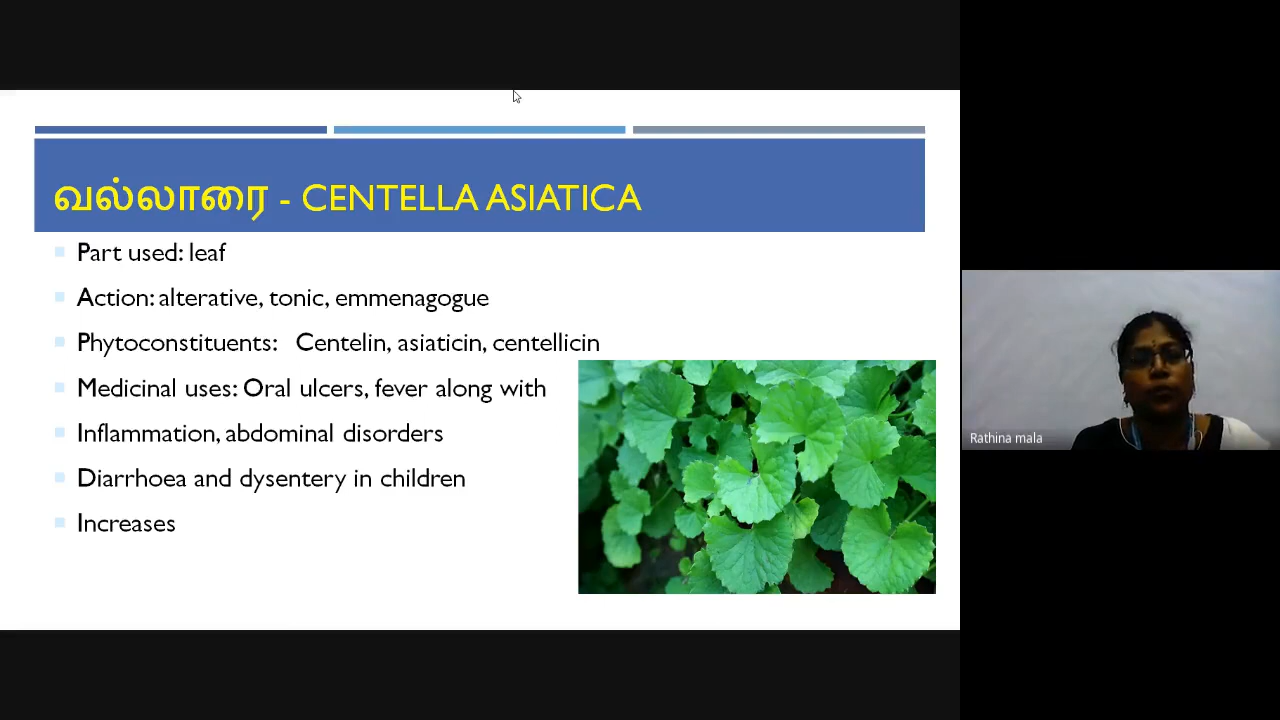 வல்லாரை - CENTELLA ASIATICA
Part used: leaf
Action: alterative, tonic, emmenagogue
Phytoconstituents: Centelin, asiaticin, centellicin
Medicinal uses: Oral ulcers, fever along with
Inflammation, abdominal disorders
Diarrhoea and dysentery in children
Increases
Rathina mala